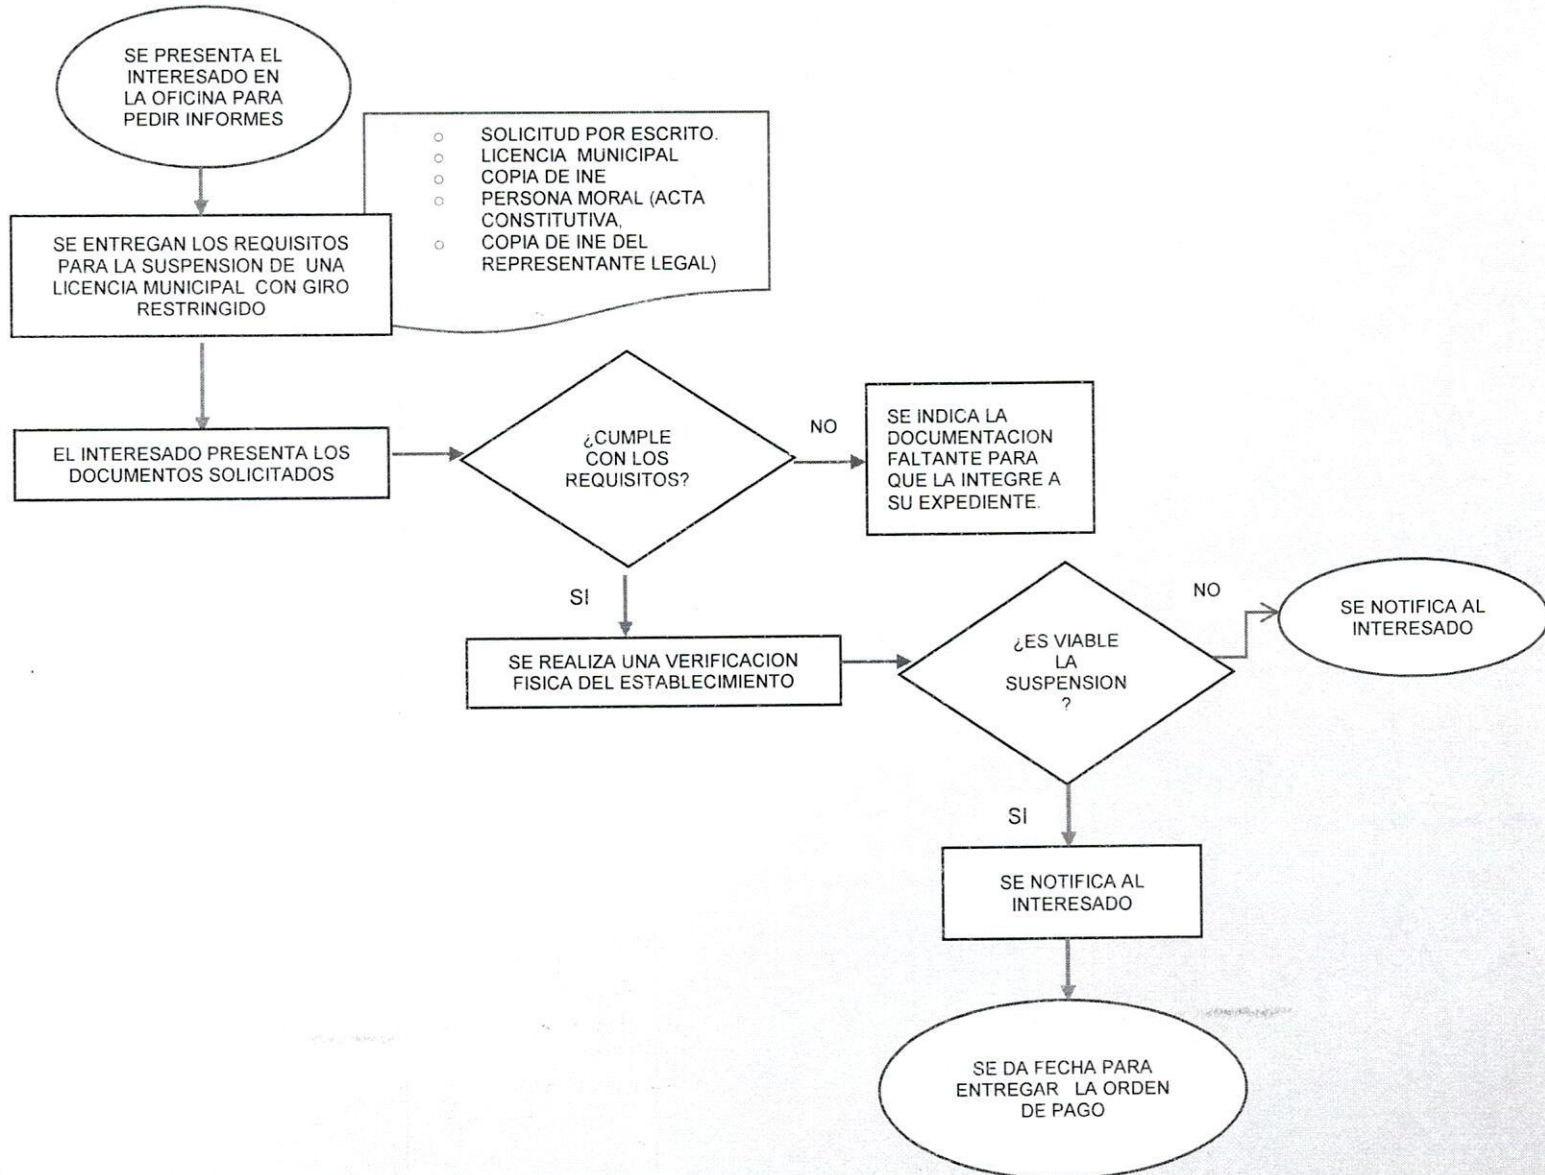 SE PRESENTA EL
INTERESADO EN
LA OFICINA PARA
PEDIR INFORMES
○ SOLICITUD POR ESCRITO.
○ LICENCIA MUNICIPAL
○ COPIA DE INE
○ PERSONA MORAL (ACTA
CONSTITUTIVA,
○ COPIA DE INE DEL
REPRESENTANTE LEGAL)
SE ENTREGAN LOS REQUISITOS
PARA LA SUSPENSION DE UNA
LICENCIA MUNICIPAL CON GIRO
RESTRINGIDO
EL INTERESADO PRESENTA LOS
DOCUMENTOS SOLICITADOS
¿CUMPLE
CON LOS
REQUISITOS?
NO
SE INDICA LA
DOCUMENTACION
FALTANTE PARA
QUE LA INTEGRE A
SU EXPEDIENTE.
SI
SE REALIZA UNA VERIFICACION
FISICA DEL ESTABLECIMIENTO
¿ES VIABLE
LA
SUSPENSION
?
NO
SE NOTIFICA AL
INTERESADO
SI
SE NOTIFICA AL
INTERESADO
SE DA FECHA PARA
ENTREGAR LA ORDEN
DE PAGO